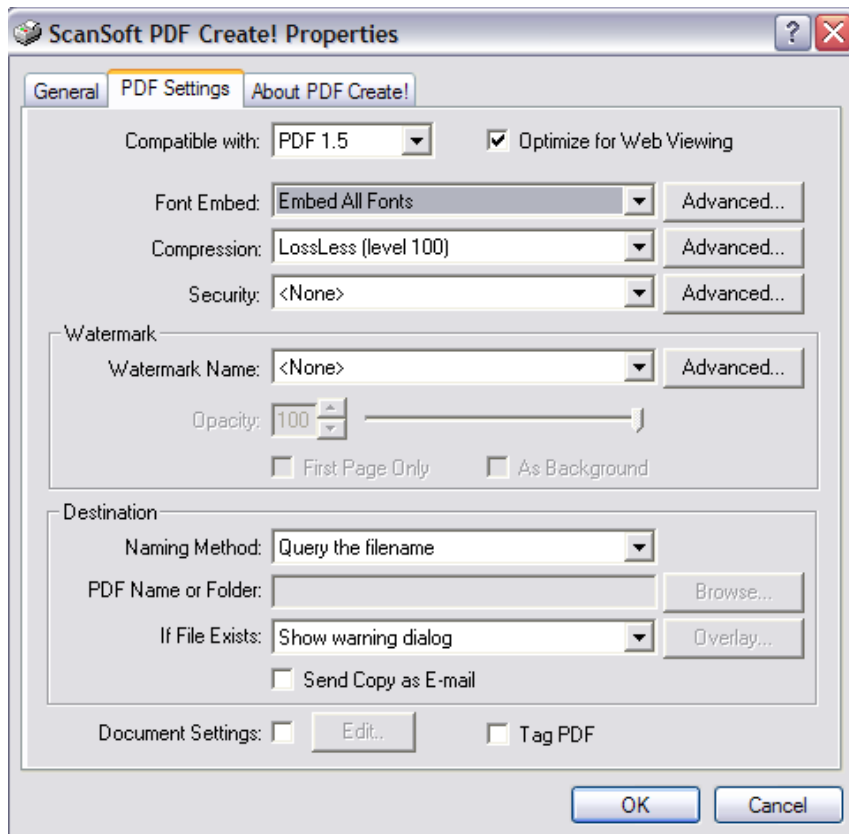 ScanSoft PDF Create! Properties
General PDF Settings About PDF Create!
Compatible with: PDF 1.5 Optimize for Web Viewing
Font Embed: Embed All Fonts Advanced...
Compression: LossLess (level 100) Advanced...
Security: <None> Advanced...
Watermark
Watermark Name: <None> Advanced...
Opacity: 100
First Page Only As Background
Destination
Naming Method: Query the filename
PDF Name or Folder: Browse...
If File Exists: Show warning dialog Overlay...
Send Copy as E-mail
Document Settings: Edit.. Tag PDF
OK Cancel